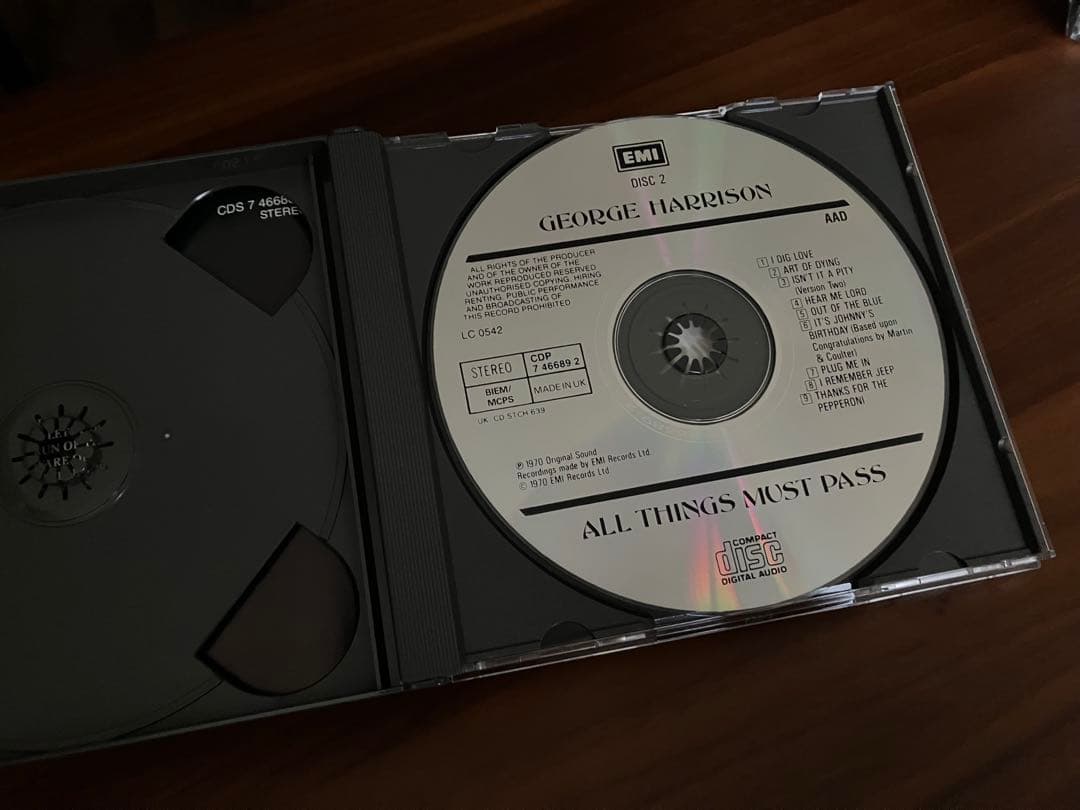 CDS 7 4668
STERE
LET
UN O
ARE
EMI
DISC 2
GEORGE HARRISON
AAD
ALL RIGHTS OF THE PRODUCER
AND OF THE OWNER OF THE
WORK REPRODUCED RESERVED
UNAUTHORISED COPYING, HIRING
RENTING, PUBLIC PERFORMANCE
AND BROADCASTING OF
THIS RECORD PROHIBITED
LC 0542
STEREO
CDP
7 46689 2
BIEM/
MCPS
MADE IN UK
UK: CD STCH 639
1 I DIG LOVE
2 ART OF DYING
3 ISN'T IT A PITY
(Version Two)
4 HEAR ME LORD
5 OUT OF THE BLUE
6 IT'S JOHNNY'S
BIRTHDAY (Based upon
Congratulations by Martin
& Coulter)
7 PLUG ME IN
8 I REMEMBER JEEP
9 THANKS FOR THE
PEPPERONI
℗ 1970 Original Sound
Recordings made by EMI Records Ltd.
© 1970 EMI Records Ltd.
ALL THINGS MUST PASS
COMPACT
disc
DIGITAL AUDIO